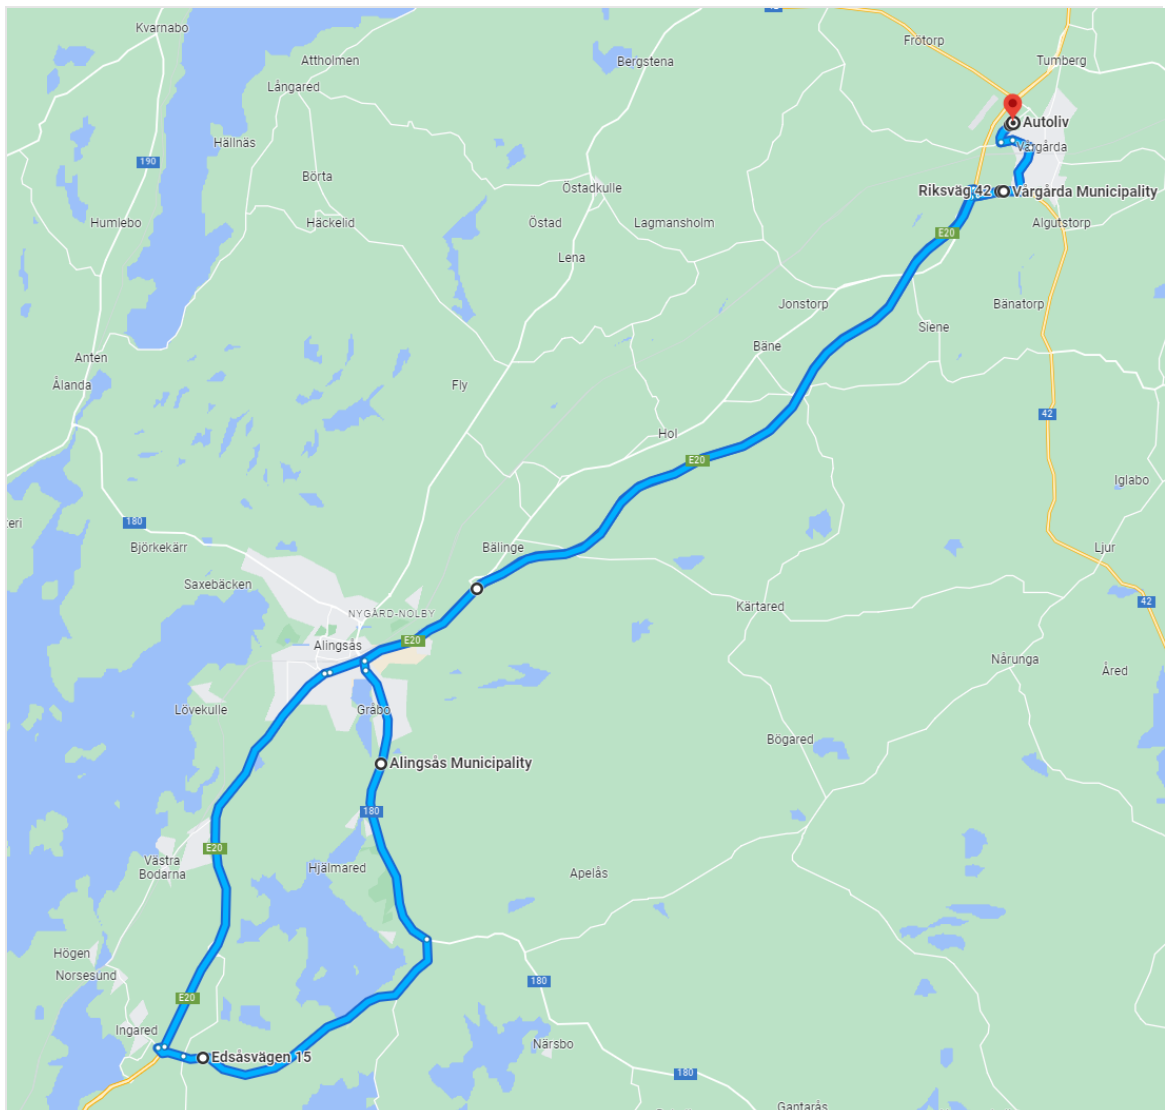 42
Kvarnabo
Frötorp
Attholmen
Bergstena
Tumberg
Långared
Autoliv
Hällnäs
Vårgårda
190
Börta
Östadkulle
Riksväg 42
Vårgårda Municipality
Humlebo
Häckelid
Östad
Lagmansholm
Algutstorp
E20
Lena
Jonstorp
Bänatorp
Siene
Anten
Bäne
Ålanda
Fly
42
Hol
E20
Iglabo
180
Björkekärr
Bälinge
Ljur
Saxebäcken
42
Kärtared
NYGÅRD-NOLBY
Alingsås
E20
Nårunga
Åred
Lövekulle
Gråbo
Bögared
Alingsås Municipality
180
E20
Västra
Bodarna
Hjälmared
Apelås
Högen
Norsesund
180
E20
Ingared
Närsbo
Edsåsvägen 15
180
Gantarås